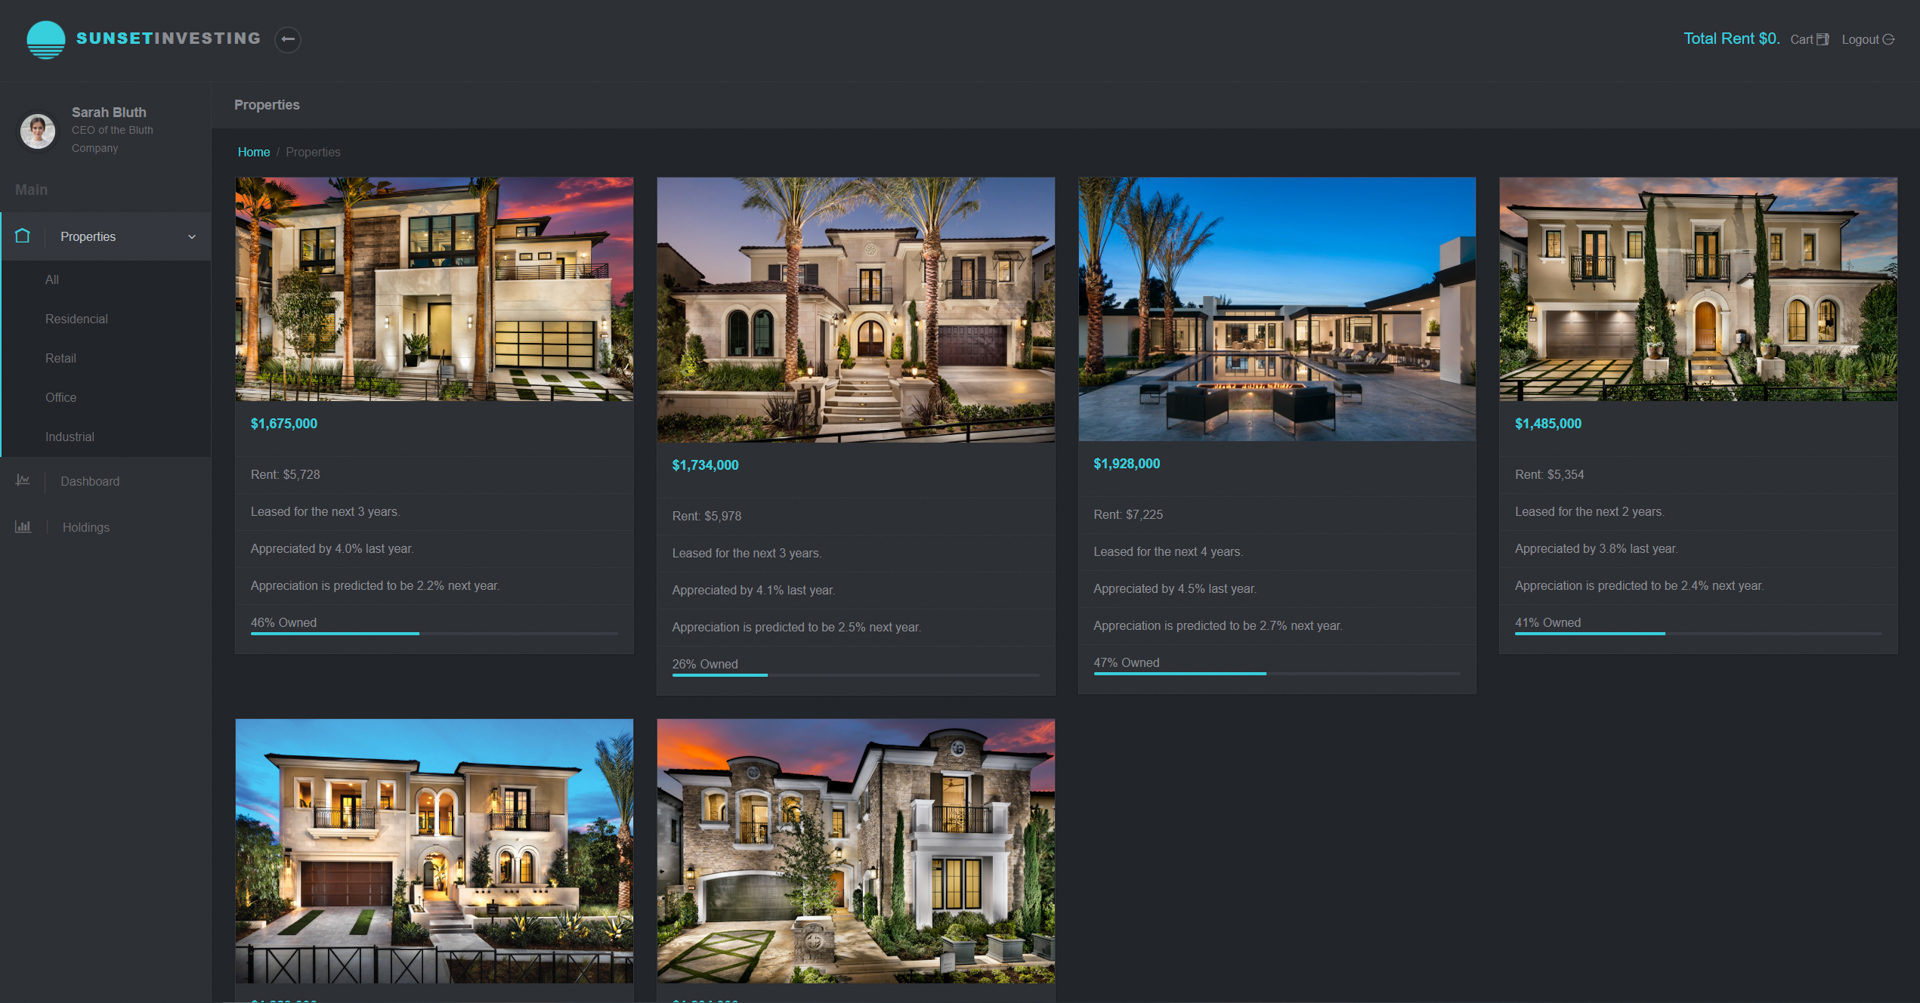 SUNSETINVESTING
Total Rent $0. Cart Logout
Sarah Bluth
CEO of the Bluth
Company
Main
Properties
All
Residencial
Retail
Office
Industrial
Dashboard
Holdings
Properties
Home / Properties
$1,675,000
Rent: $5,728
Leased for the next 3 years.
Appreciated by 4.0% last year.
Appreciation is predicted to be 2.2% next year.
46% Owned
$1,734,000
Rent: $5,978
Leased for the next 3 years.
Appreciated by 4.1% last year.
Appreciation is predicted to be 2.5% next year.
26% Owned
$1,928,000
Rent: $7,225
Leased for the next 4 years.
Appreciated by 4.5% last year.
Appreciation is predicted to be 2.7% next year.
47% Owned
$1,485,000
Rent: $5,354
Leased for the next 2 years.
Appreciated by 3.8% last year.
Appreciation is predicted to be 2.4% next year.
41% Owned